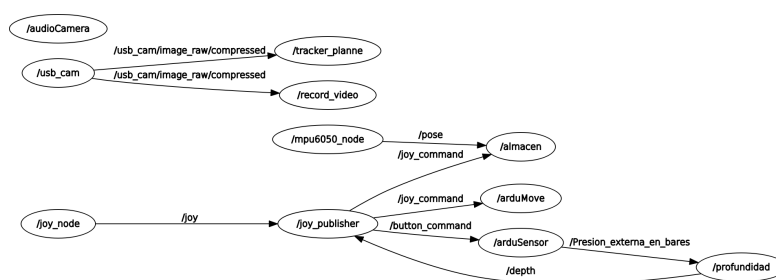 /audioCamera
/usb_cam/image_raw/compressed
/tracker_planne
/usb_cam
/usb_cam/image_raw/compressed
/record_video
/mpu6050_node
/pose
/almacen
/joy_command
/joy_node
/joy
/joy_publisher
/joy_command
/arduMove
/button_command
/arduSensor
/Presion_externa_en_bares
/depth
/profundidad